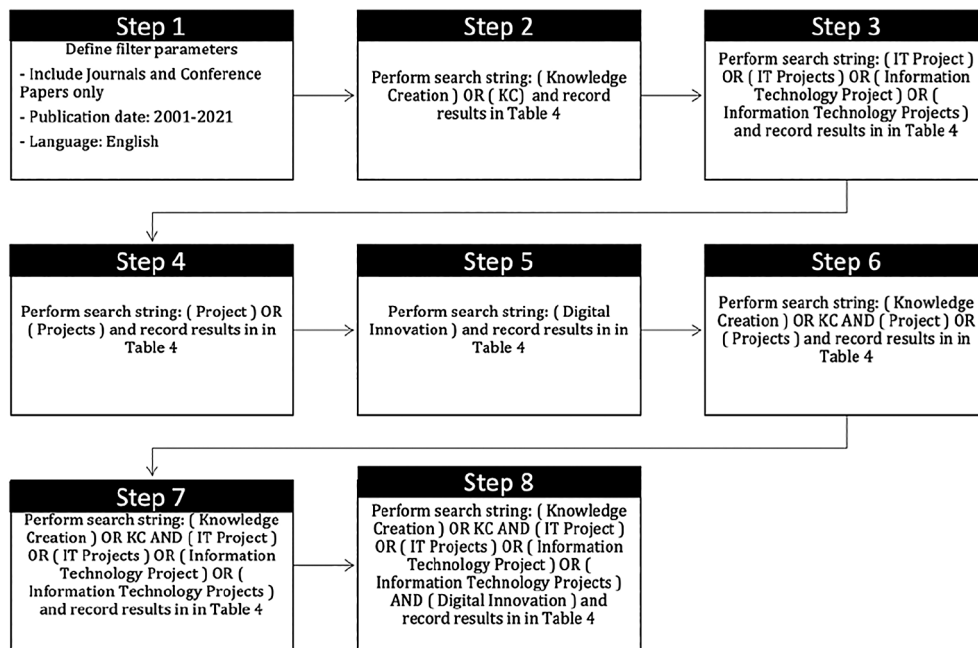 Step 1
Define filter parameters
- Include Journals and Conference
Papers only
- Publication date: 2001-2021
- Language: English
Step 2
Perform search string: ( Knowledge
Creation ) OR ( KC) and record
results in Table 4
Step 3
Perform search string: ( IT Project )
OR ( IT Projects ) OR ( Information
Technology Project ) OR (
Information Technology Projects )
and record results in in Table 4
Step 4
Perform search string: ( Project ) OR
( Projects ) and record results in in
Table 4
Step 5
Perform search string: ( Digital
Innovation ) and record results in in
Table 4
Step 6
Perform search string: ( Knowledge
Creation ) OR KC AND ( Project ) OR
( Projects ) and record results in in
Table 4
Step 7
Perform search string: ( Knowledge
Creation ) OR KC AND ( IT Project )
OR ( IT Projects ) OR ( Information
Technology Project ) OR (
Information Technology Projects )
and record results in in Table 4
Step 8
Perform search string: ( Knowledge
Creation ) OR KC AND ( IT Project )
OR ( IT Projects ) OR ( Information
Technology Project ) OR (
Information Technology Projects )
AND ( Digital Innovation ) and
record results in in Table 4